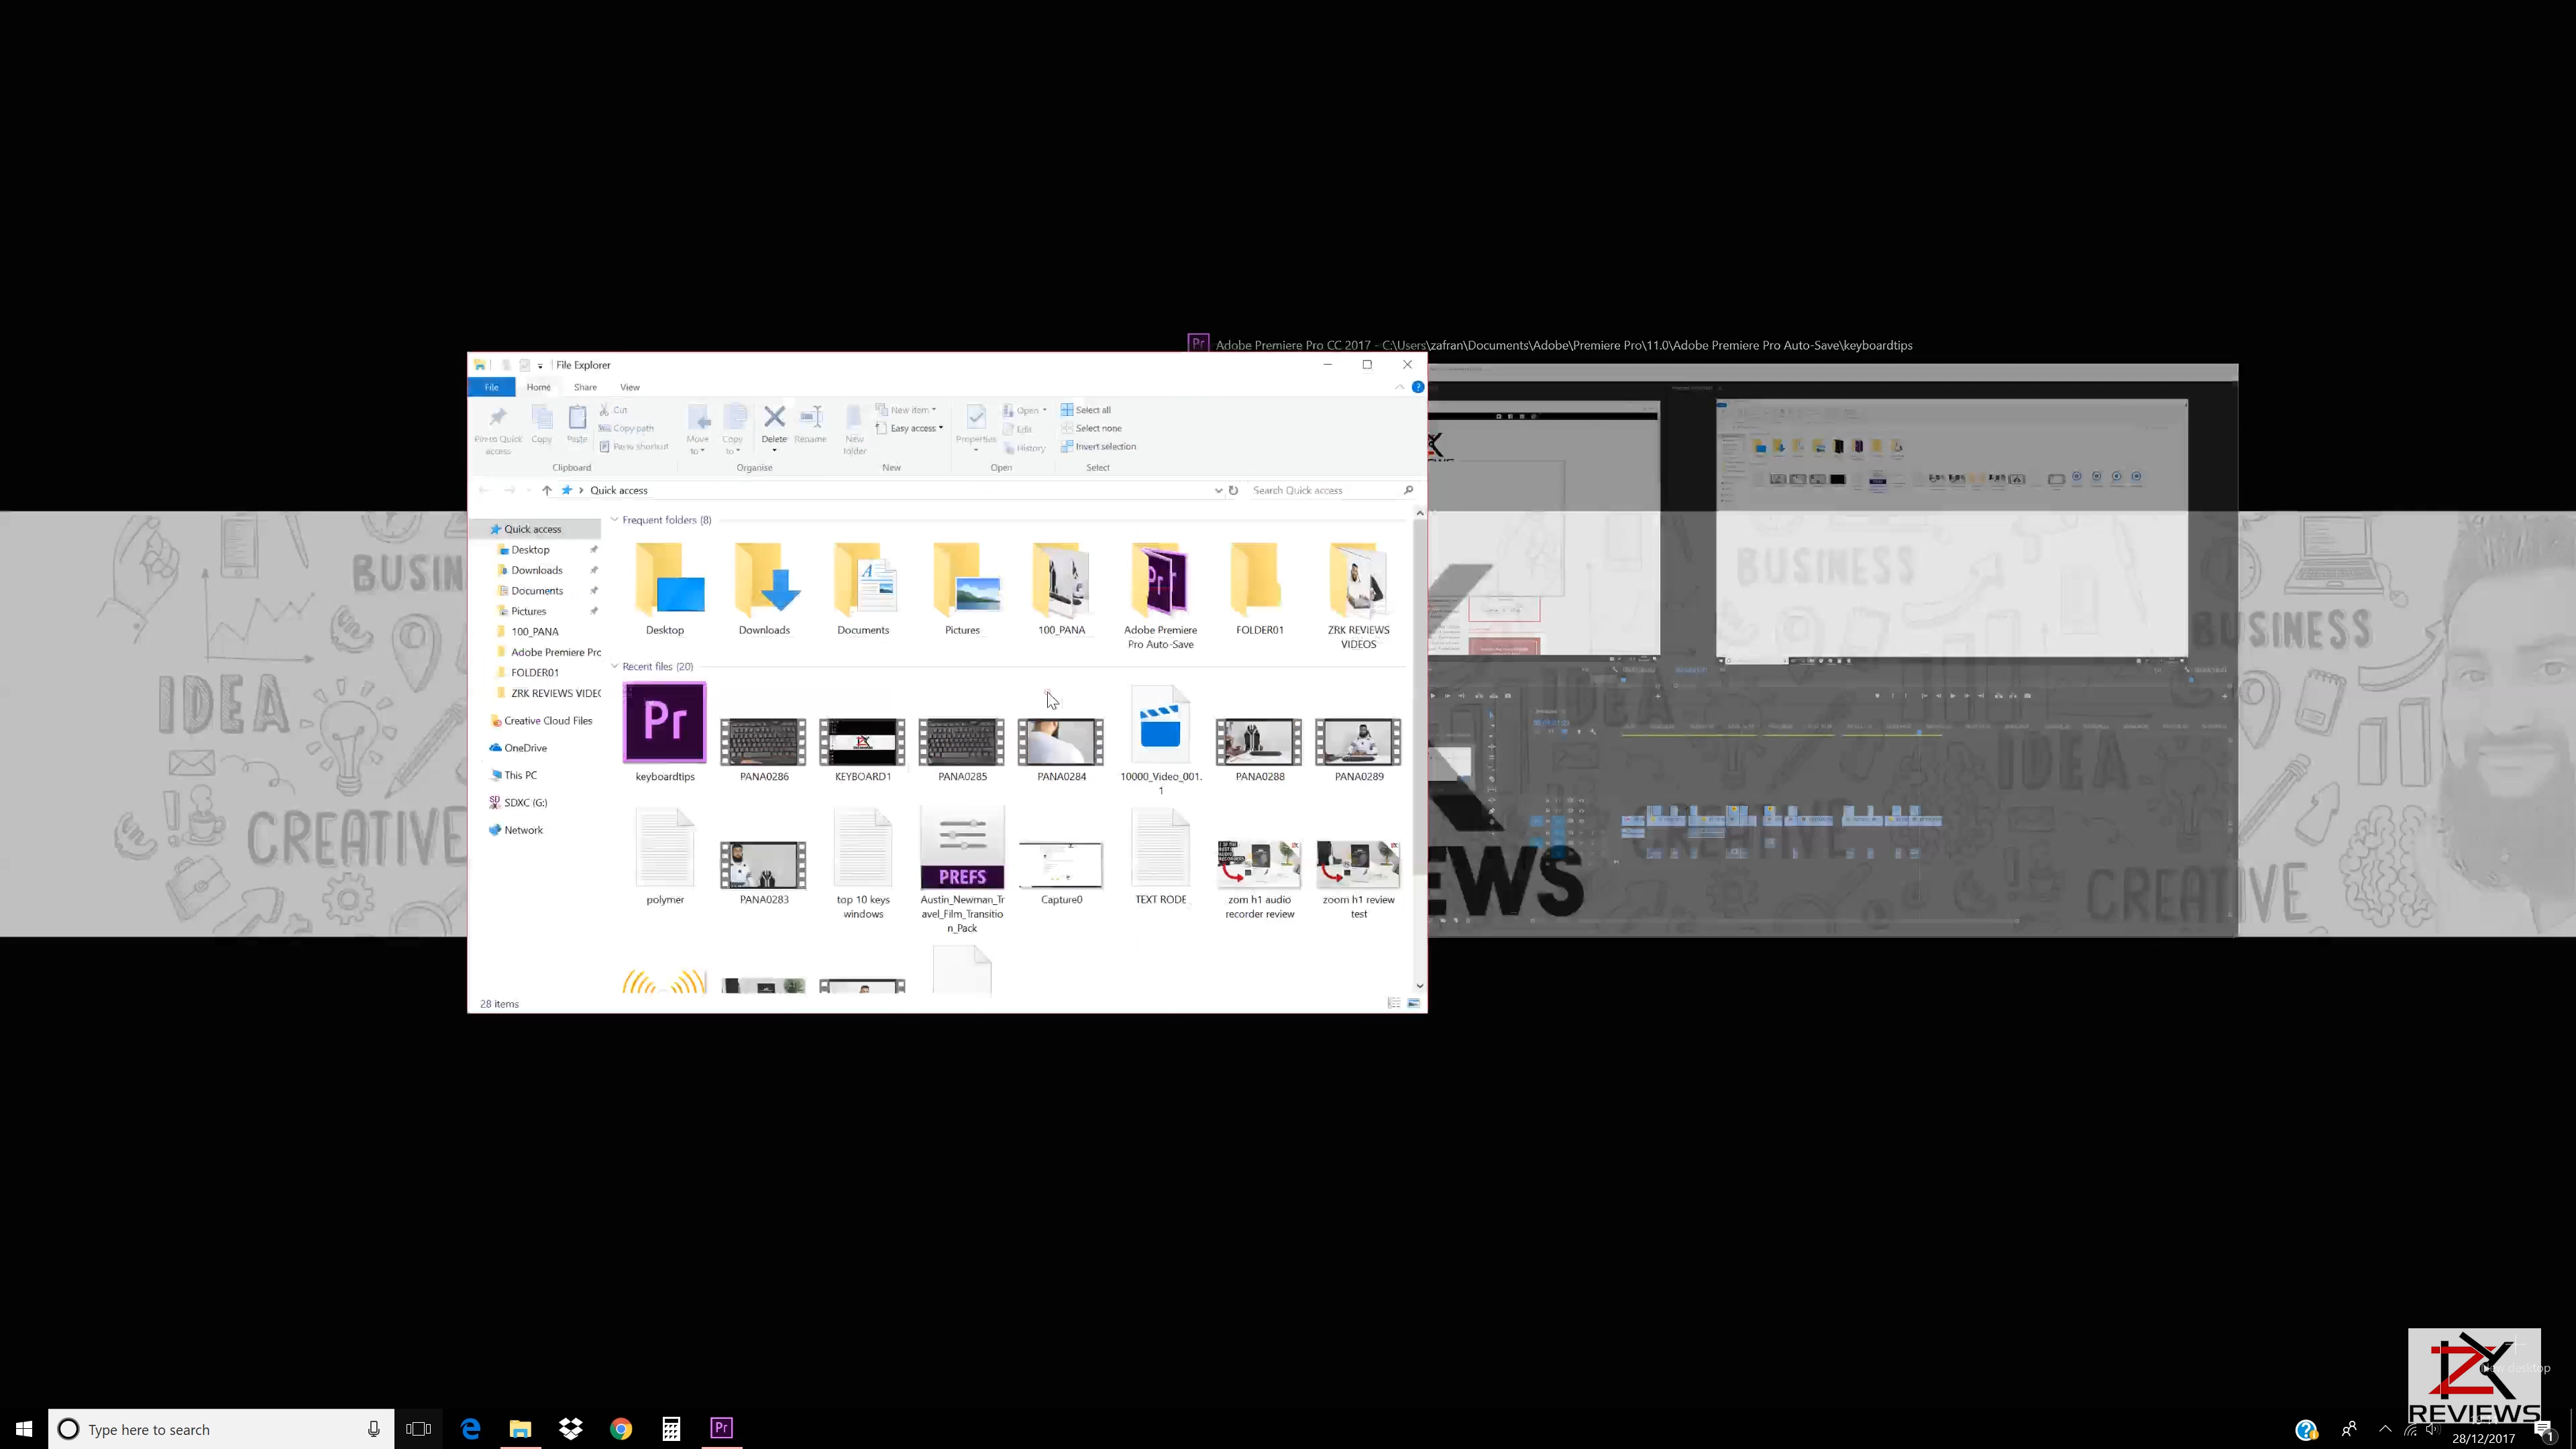 Adobe Premiere Pro CC 2017 - C:\Users\zafran\Documents\Adobe\Premiere Pro\11.0\Adobe Premiere Pro Auto-Save\keyboardtips
File Explorer
File Home Share View
Pin to Quick access
Copy
Paste
Cut
Copy path
Paste shortcut
Clipboard
Move to
Copy to
Delete
Rename
Organise
New folder
New item
Easy access
New
Properties
Open
Edit
History
Open
Select all
Select none
Invert selection
Select
Quick access
Search Quick access
Quick access
Desktop
Downloads
Documents
Pictures
100_PANA
Adobe Premiere Pro
FOLDER01
ZRK REVIEWS VIDEO
Creative Cloud Files
OneDrive
This PC
SDXC (G:)
Network
Frequent folders (8)
Desktop
Downloads
Documents
Pictures
100_PANA
Adobe Premiere
Pro Auto-Save
FOLDER01
ZRK REVIEWS
VIDEOS
Recent files (20)
Pr
keyboardtips
PANA0286
KEYBOARD1
PANA0285
PANA0284
10000_Video_001.
1
PANA0288
PANA0289
polymer
PANA0283
top 10 keys
windows
PREFS
Austin_Newman_Tr
avel_Film_Transitio
n_Pack
Capture0
TEXT RODE
zom h1 audio
recorder review
zoom h1 review
test
28 items
BUSIN
IDEA
CREATIVE
BUSINESS
IDEA
CREATIVE
BUSINESS
EWS
ZRK
REVIEWS
Type here to search
Pr
28/12/2017
1